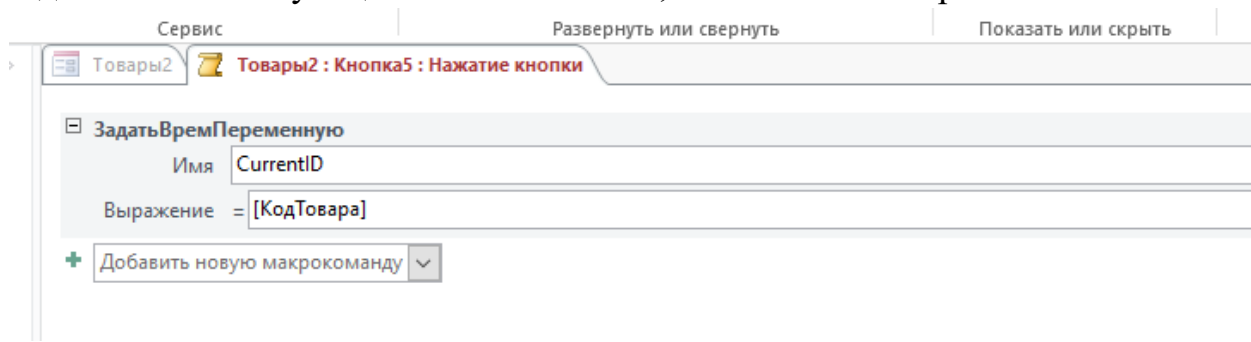 Сервис Развернуть или свернуть Показать или скрыть
Товары2 Товары2 : Кнопка5 : Нажатие кнопки
ЗадатьВремПеременную
Имя CurrentID
Выражение = [КодТовара]
Добавить новую макрокоманду